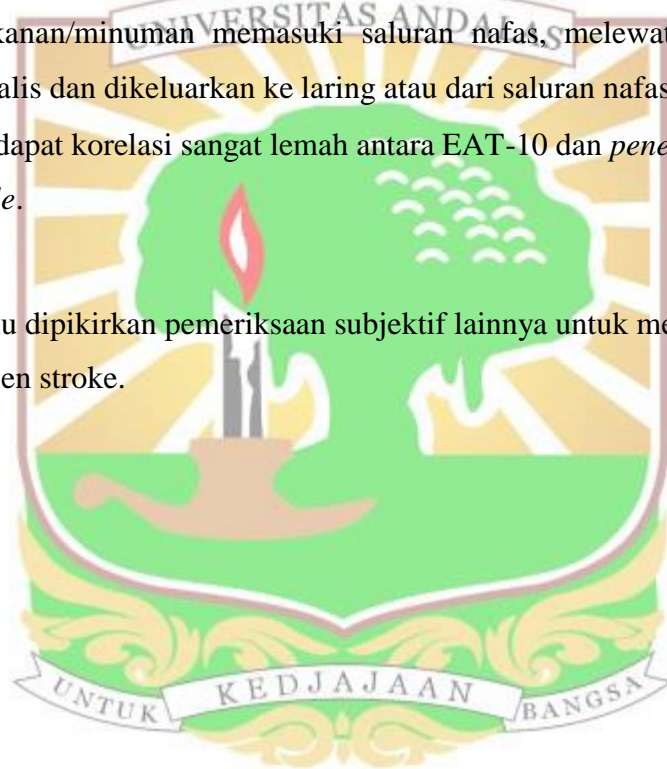 UNIVERSITAS ANDALAS
kanan/minuman memasuki saluran nafas, melewat
alis dan dikeluarkan ke laring atau dari saluran nafas
dapat korelasi sangat lemah antara EAT-10 dan pene
le.
u dipikirkan pemeriksaan subjektif lainnya untuk me
en stroke.
UNTUK KEDJAJAAN BANGSA